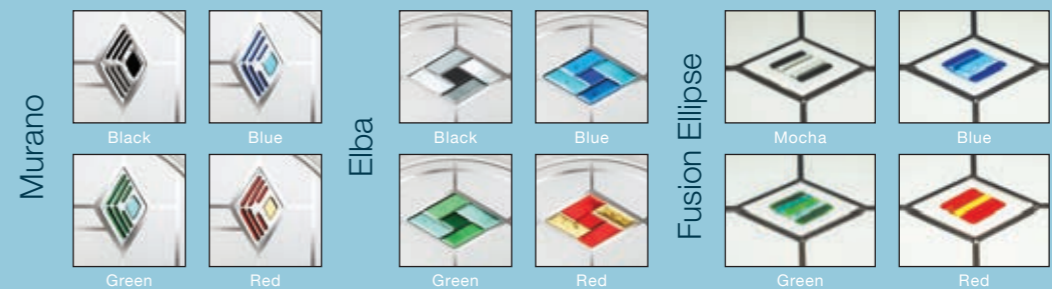 Murano
Black
Blue
Green
Red
Elba
Black
Blue
Green
Red
Fusion Ellipse
Mocha
Blue
Green
Red